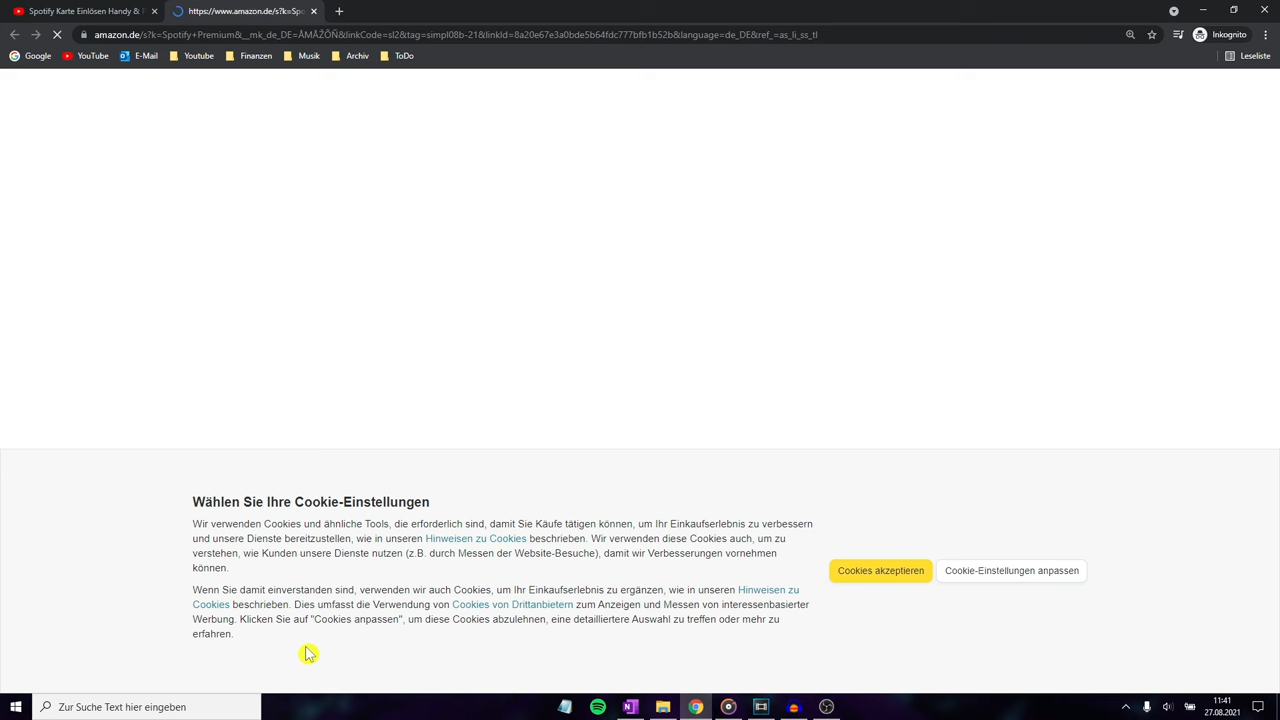 Spotify Karte Einlösen Handy & P
https://www.amazon.de/s?k=Spo
amazon.de/s?k=Spotify+Premium&__mk_de_DE=ÅMÅŽÕÑ&linkCode=sl2&tag=simpl08b-21&linkId=8a20e67e3a0bde5b64fdc777bfb1b52b&language=de_DE&ref_=as_li_ss_tl
Inkognito
Google YouTube E-Mail Youtube Finanzen Musik Archiv ToDo Leseliste
Wählen Sie Ihre Cookie-Einstellungen
Wir verwenden Cookies und ähnliche Tools, die erforderlich sind, damit Sie Käufe tätigen können, um Ihr Einkaufserlebnis zu verbessern
und unsere Dienste bereitzustellen, wie in unseren Hinweisen zu Cookies beschrieben. Wir verwenden diese Cookies auch, um zu
verstehen, wie Kunden unsere Dienste nutzen (z.B. durch Messen der Website-Besuche), damit wir Verbesserungen vornehmen
können.
Wenn Sie damit einverstanden sind, verwenden wir auch Cookies, um Ihr Einkaufserlebnis zu ergänzen, wie in unseren Hinweisen zu
Cookies beschrieben. Dies umfasst die Verwendung von Cookies von Drittanbietern zum Anzeigen und Messen von interessenbasierter
Werbung. Klicken Sie auf "Cookies anpassen", um diese Cookies abzulehnen, eine detailliertere Auswahl zu treffen oder mehr zu
erfahren.
Cookies akzeptieren
Cookie-Einstellungen anpassen
Zur Suche Text hier eingeben
11:41
27.08.2021